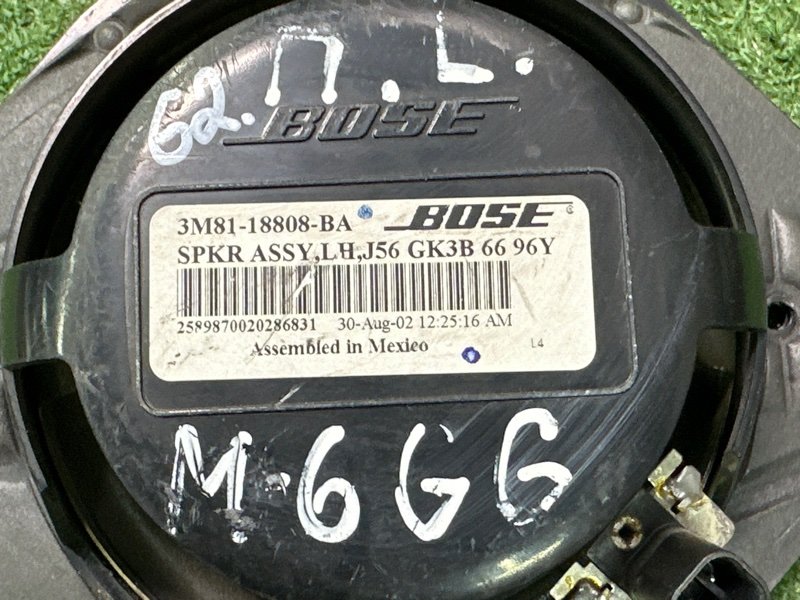 П.L.
62.
BOSE
3M81-18808-BA BOSE
SPKR ASSY,LH,J56 GK3B 66 96Y
2589870020286831 30-Aug-02 12:25:16 AM
Assembled in Mexico L4
M.6GG